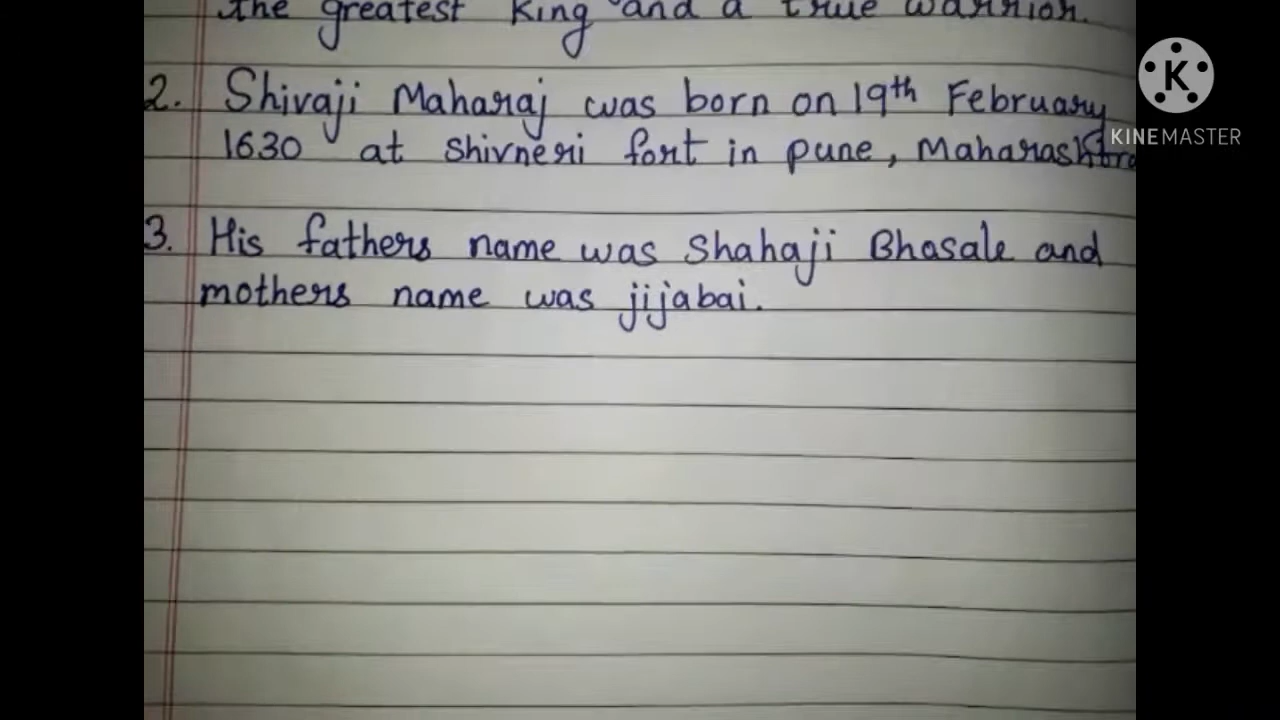 the greatest King and a true warrior.
2. Shivaji Maharaj was born on 19th February
1630 at shivneri fort in pune, Maharashtra
3. His fathers name was Shahaji Bhosale and
mothers name was jijabai.
K
KINEMASTER